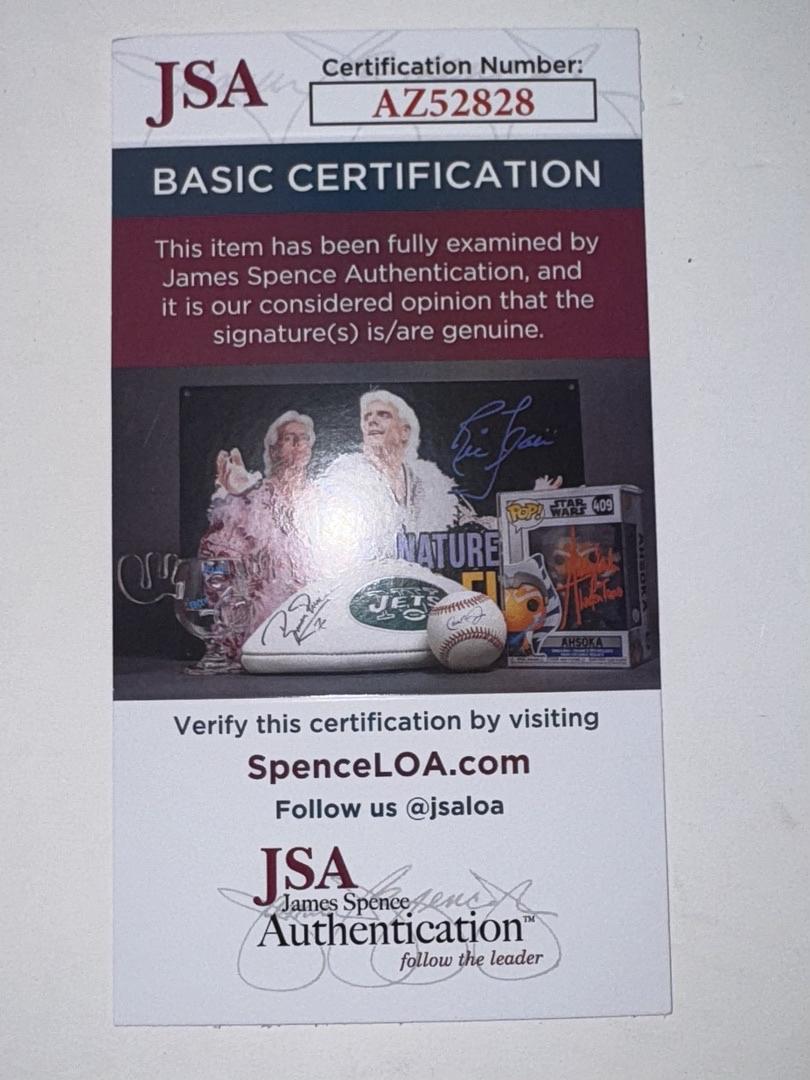 JSA
Certification Number:
AZ52828
BASIC CERTIFICATION
This item has been fully examined by
James Spence Authentication, and
it is our considered opinion that the
signature(s) is/are genuine.
NATURE
POP! STAR WARS 409
JETS
AHSOKA
AHSOKA
Verify this certification by visiting
SpenceLOA.com
Follow us @jsaloa
JSA
James Spence
Authentication™
follow the leader